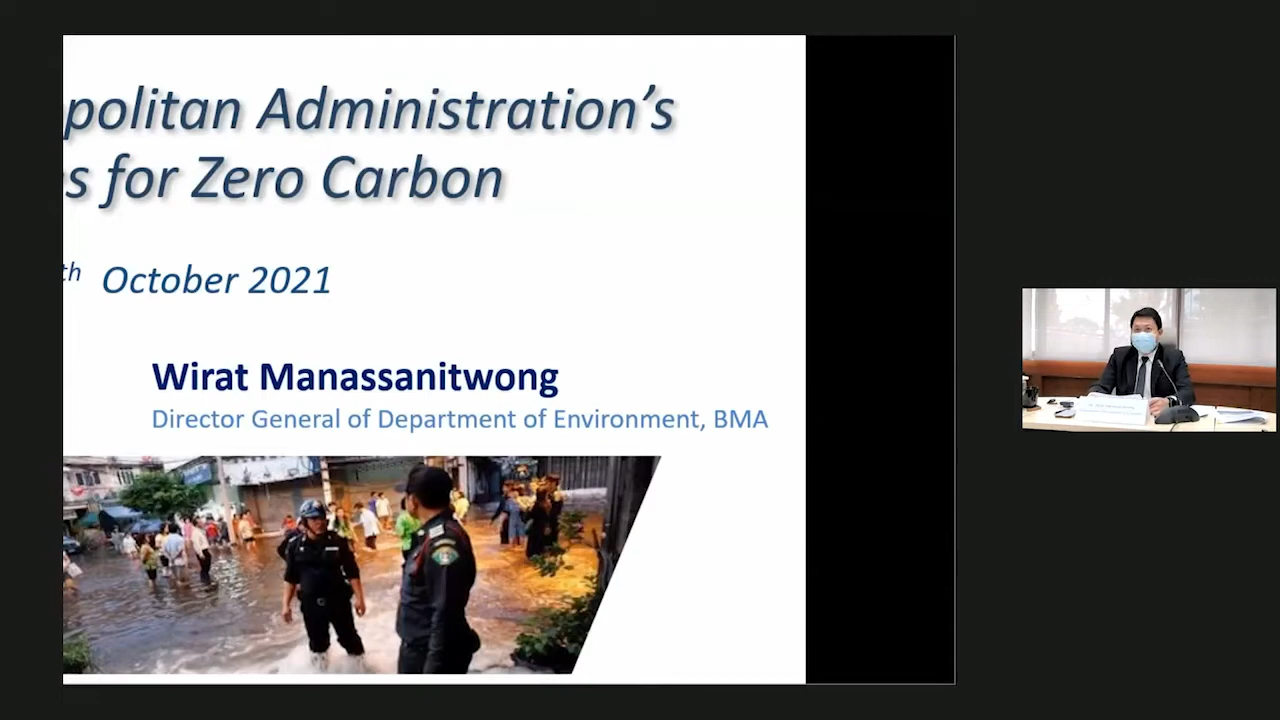 politan Administration's
s for Zero Carbon
th October 2021
Wirat Manassanitwong
Director General of Department of Environment, BMA